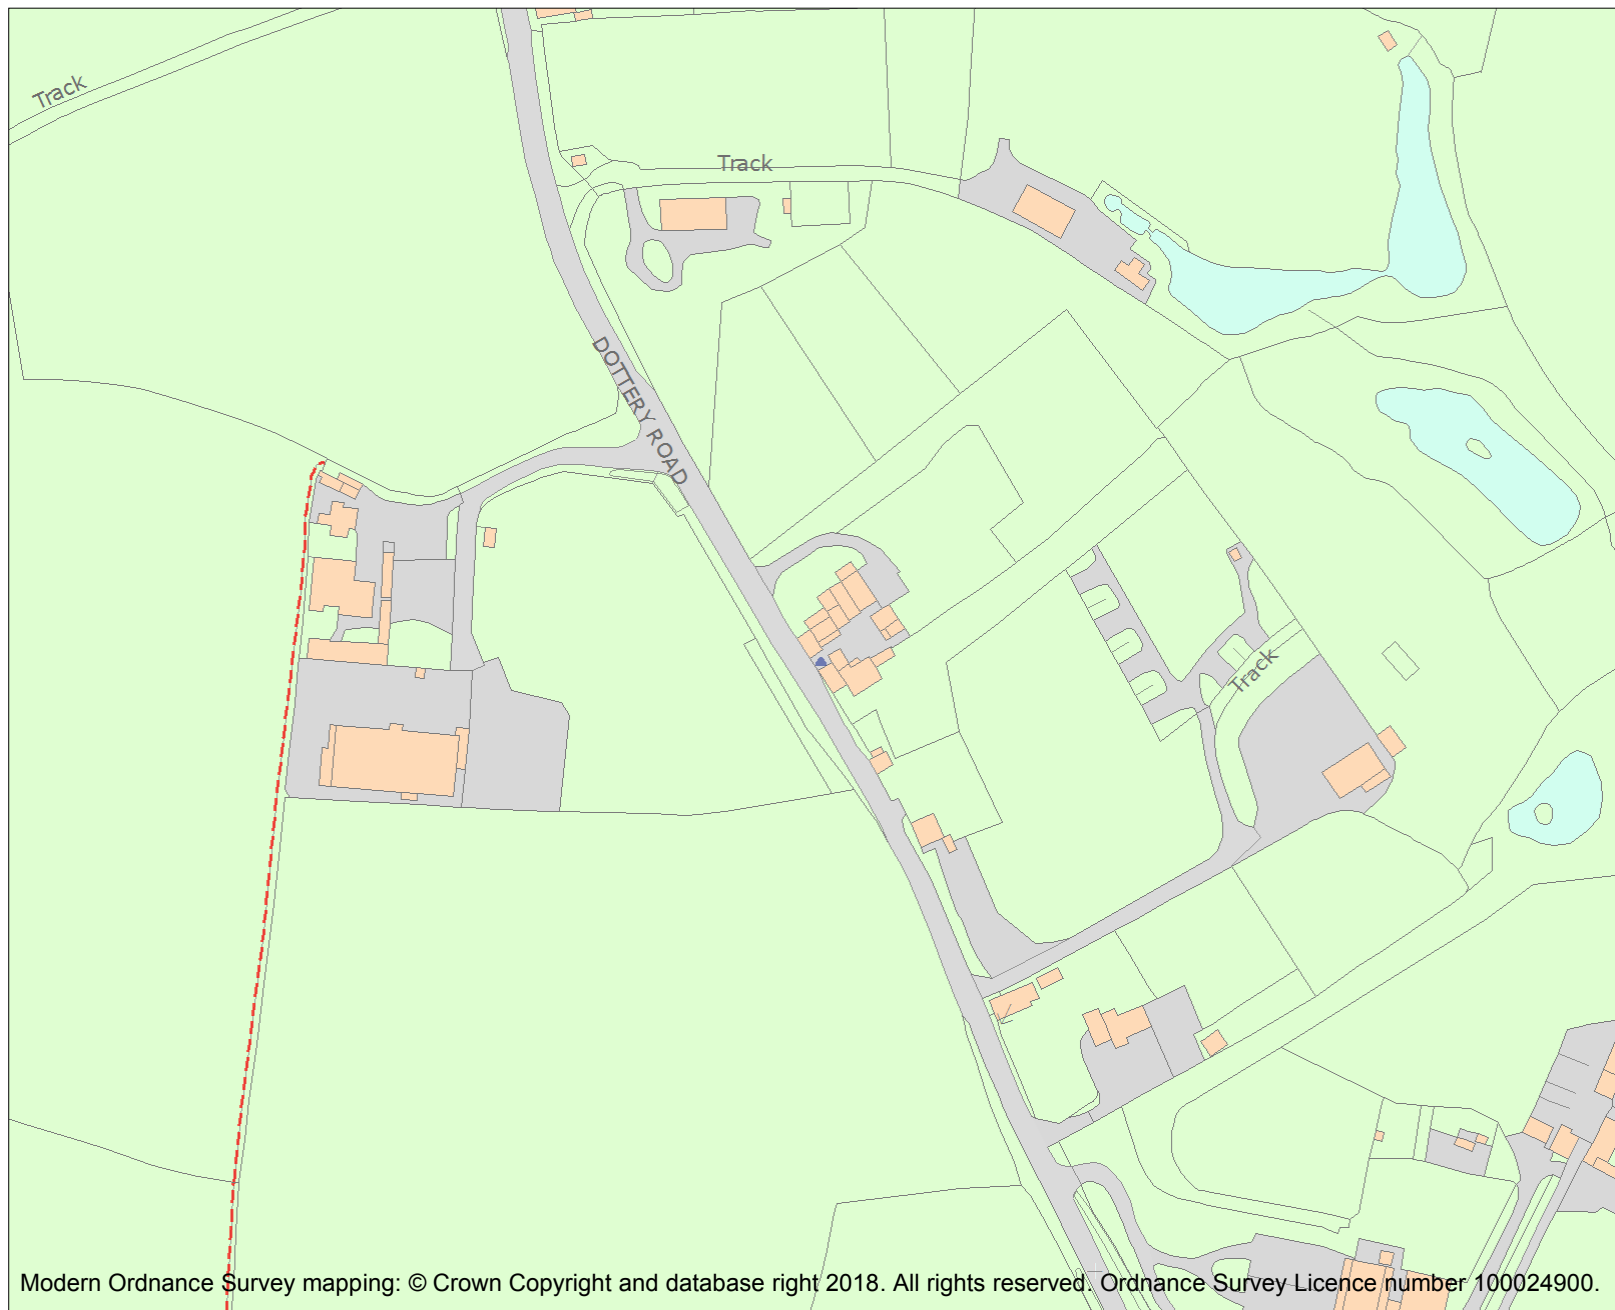 Track
Track
DOTTERY ROAD
Track
Modern Ordnance Survey mapping: © Crown Copyright and database right 2018. All rights reserved. Ordnance Survey Licence number 100024900.